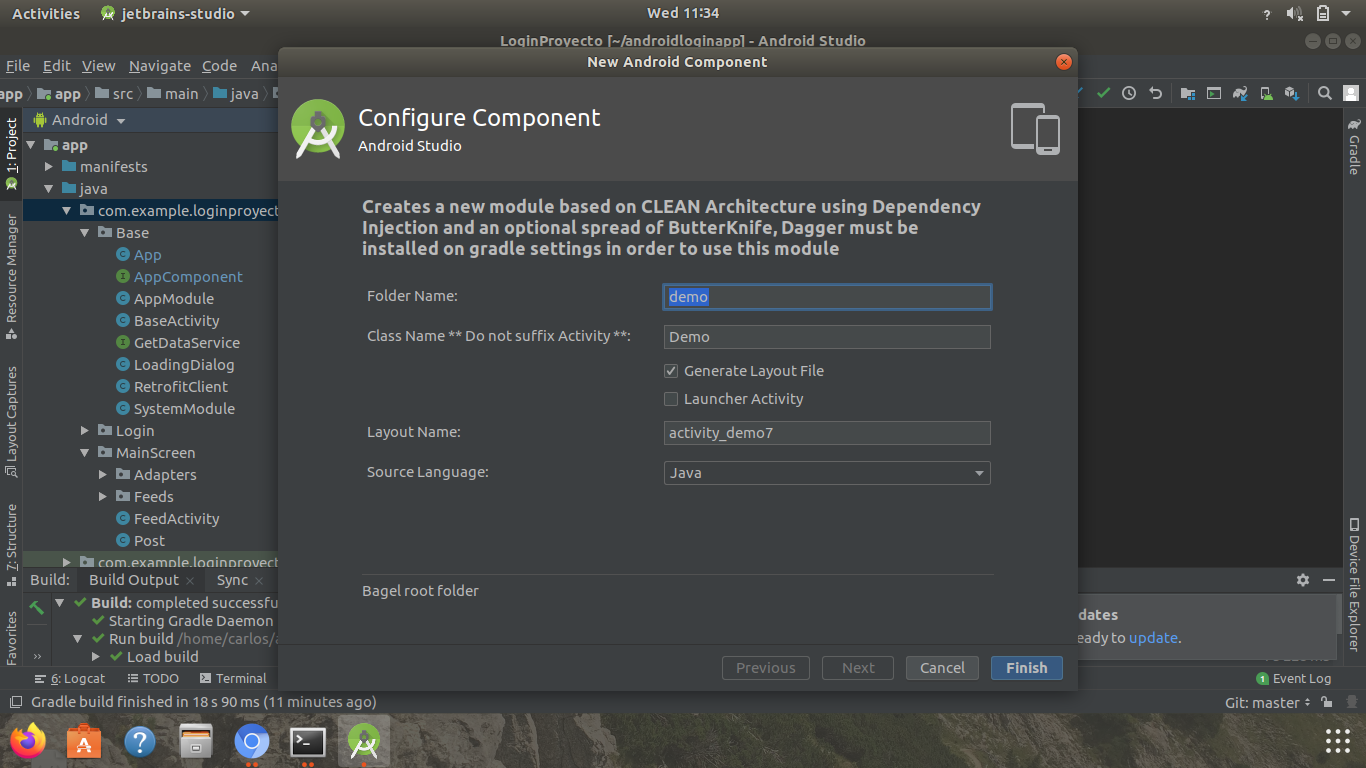 Activities jetbrains-studio Wed 11:34 ?
LoginProyecto [~/androidloginapp] - Android Studio
New Android Component
File Edit View Navigate Code Ana
app app src main java
Configure Component
Android Studio
1: Project
Resource Manager
Layout Captures
7: Structure
Favorites
Android
app
manifests
java
com.example.loginproyect
Base
App
AppComponent
AppModule
BaseActivity
GetDataService
LoadingDialog
RetrofitClient
SystemModule
Login
MainScreen
Adapters
Feeds
FeedActivity
Post
com.example.loginproyect
Creates a new module based on CLEAN Architecture using Dependency
Injection and an optional spread of ButterKnife, Dagger must be
installed on gradle settings in order to use this module
Folder Name: demo
Class Name ** Do not suffix Activity **: Demo
Generate Layout File
Launcher Activity
Layout Name: activity_demo7
Source Language: Java
Bagel root folder
Previous Next Cancel Finish
Gradle
Device File Explorer
Build: Build Output × Sync ×
Build: completed successfu
Starting Gradle Daemon
Run build /home/carlos/a
Load build
dates
eady to update.
6: Logcat TODO Terminal 1 Event Log
Gradle build finished in 18 s 90 ms (11 minutes ago) Git: master